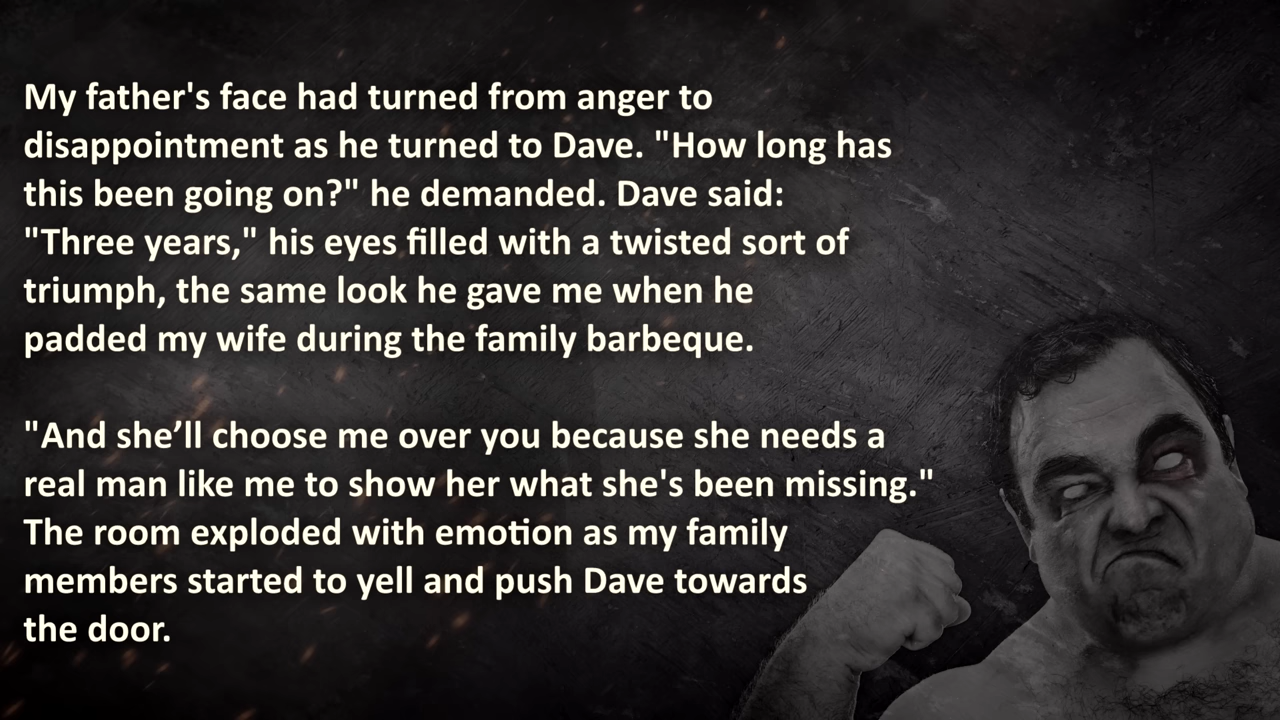 My father's face had turned from anger to
disappointment as he turned to Dave. "How long has
this been going on?" he demanded. Dave said:
"Three years," his eyes filled with a twisted sort of
triumph, the same look he gave me when he
padded my wife during the family barbeque.
"And she’ll choose me over you because she needs a
real man like me to show her what she's been missing."
The room exploded with emotion as my family
members started to yell and push Dave towards
the door.